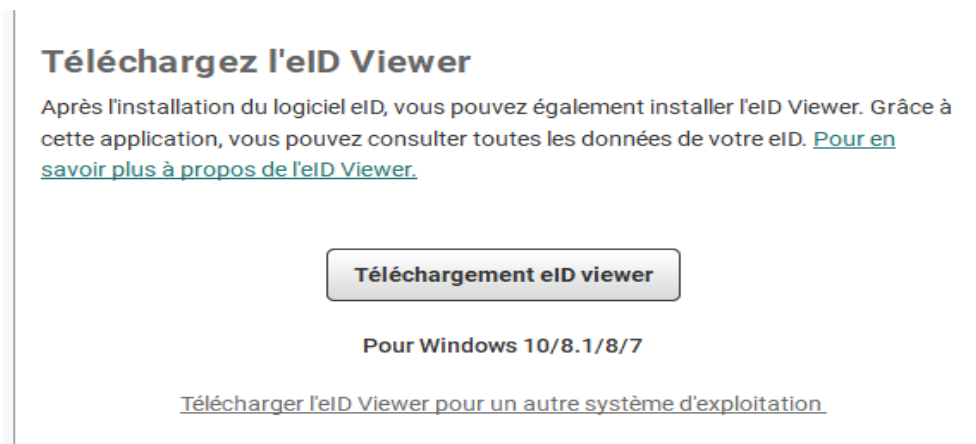 Téléchargez l'eID Viewer
Après l'installation du logiciel eID, vous pouvez également installer l'eID Viewer. Grâce à
cette application, vous pouvez consulter toutes les données de votre eID. Pour en
savoir plus à propos de l'eID Viewer.
Téléchargement eID viewer
Pour Windows 10/8.1/8/7
Télécharger l'eID Viewer pour un autre système d'exploitation